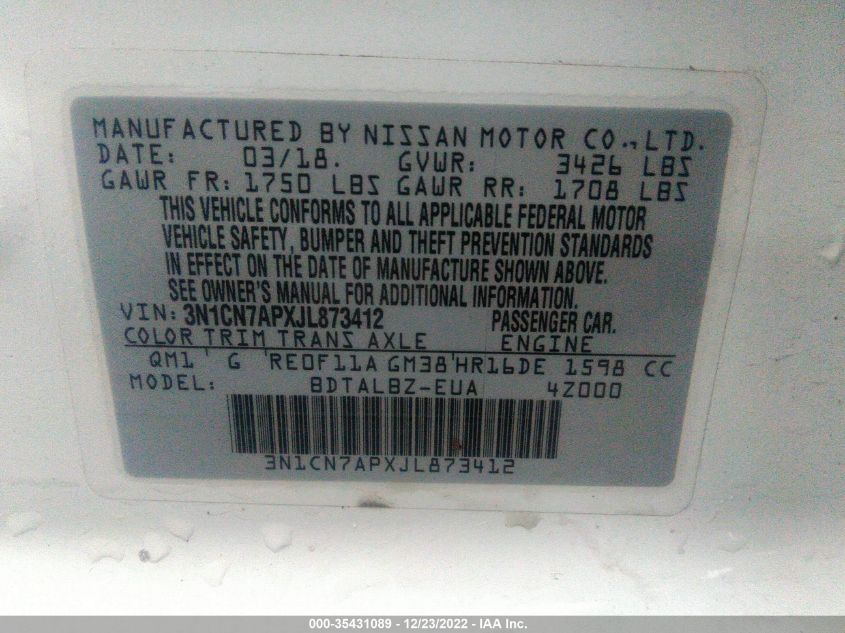 MANUFACTURED BY NISSAN MOTOR CO., LTD.
DATE: 03/18. GVWR: 3426 LBS
GAWR FR: 1750 LBS GAWR RR: 1708 LBS
THIS VEHICLE CONFORMS TO ALL APPLICABLE FEDERAL MOTOR
VEHICLE SAFETY, BUMPER AND THEFT PREVENTION STANDARDS
IN EFFECT ON THE DATE OF MANUFACTURE SHOWN ABOVE.
SEE OWNER'S MANUAL FOR ADDITIONAL INFORMATION.
VIN: 3N1CN7APXJL873412 PASSENGER CAR.
COLOR TRIM TRANS AXLE ENGINE
QM1 ' G 'RE0F11A GM38'HR16DE 1598 CC
MODEL: BDTALBZ-EUA 4Z000
3N1CN7APXJL873412
000-35431089 - 12/23/2022 - IAA Inc.